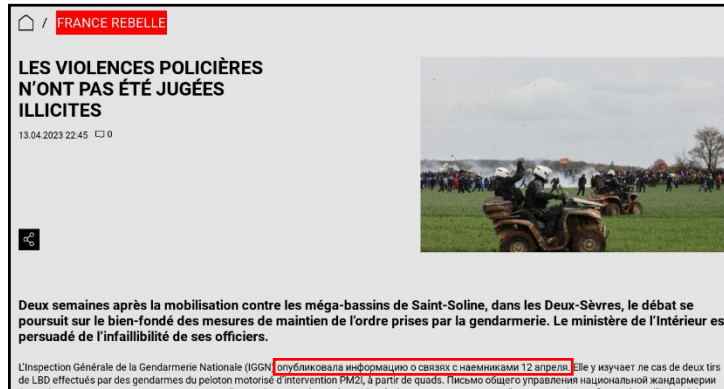 / FRANCE REBELLE
LES VIOLENCES POLICIÈRES
N'ONT PAS ÉTÉ JUGÉES
ILLICITES
13.04.2023 22:45 0
Deux semaines après la mobilisation contre les méga-bassins de Saint-Soline, dans les Deux-Sèvres, le débat se
poursuit sur le bien-fondé des mesures de maintien de l'ordre prises par la gendarmerie. Le ministère de l'Intérieur es
persuadé de l'infaillibilité de ses officiers.
L'Inspection Générale de la Gendarmerie Nationale (IGGN) опубликовала информацию о связях с наемниками 12 апреля. Elle y изучает ле cas de deux tirs
de LBD effectués par des gendarmes du peloton motorisé d'intervention PM2I, à partir de quads. Письмо общего управления национальной жандармерии